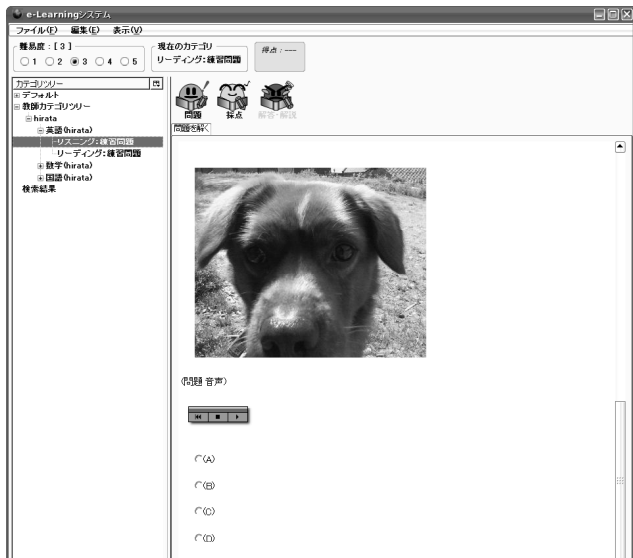 e-Learningシステム
ファイル(F) 編集(E) 表示(V)
難易度:[3]
1 2 3 4 5
現在のカテゴリ
リーディング:練習問題
得点:---
カテゴリツリー
デフォルト
教師カテゴリツリー
hirata
英語(hirata)
リスニング:練習問題
リーディング:練習問題
数学(hirata)
国語(hirata)
検索結果
問題 採点 解答・解説
問題を解く
(問題 音声)
(A)
(B)
(C)
(D)